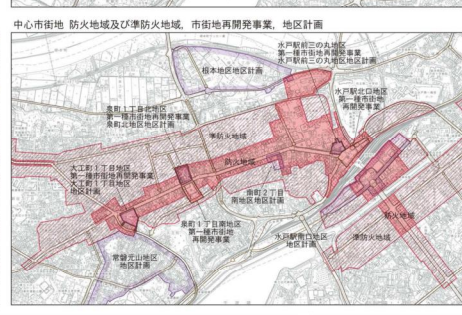 中心市街地 防火地域及び準防火地域，市街地再開発事業，地区計画
水戸駅前三の丸地区
第一種市街地再開発事業
水戸駅前三の丸地区地区計画
根本地区地区計画
水戸駅北口地区
第一種市街地
再開発事業
泉町1丁目北地区
第一種市街地再開発事業
泉町北地区地区計画
準防火地域
防火地域
大工町1丁目地区
第一種市街地再開発事業
大工町1丁目地区
地区計画
南町2丁目
南地区地区計画
防火地域
泉町1丁目南地区
第一種市街地
再開発事業
水戸駅南口地区
地区計画
準防火地域
常磐元山地区
地区計画